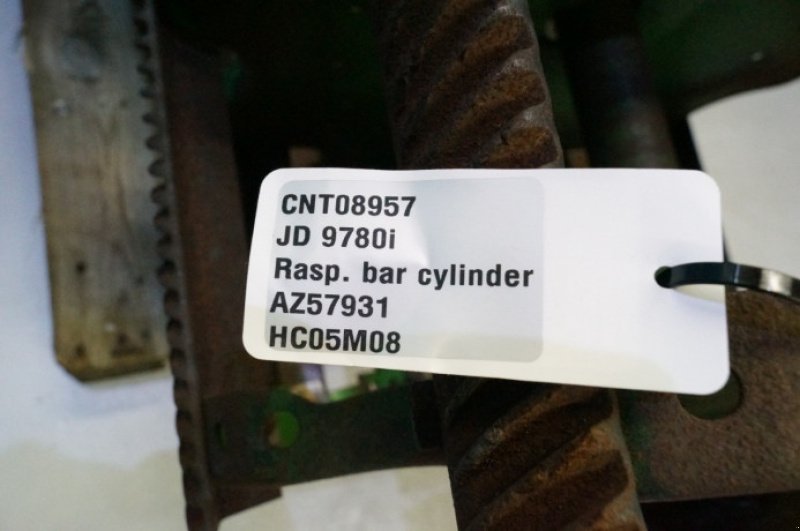 CNT08957
JD 9780i
Rasp. bar cylinder
AZ57931
HC05M08